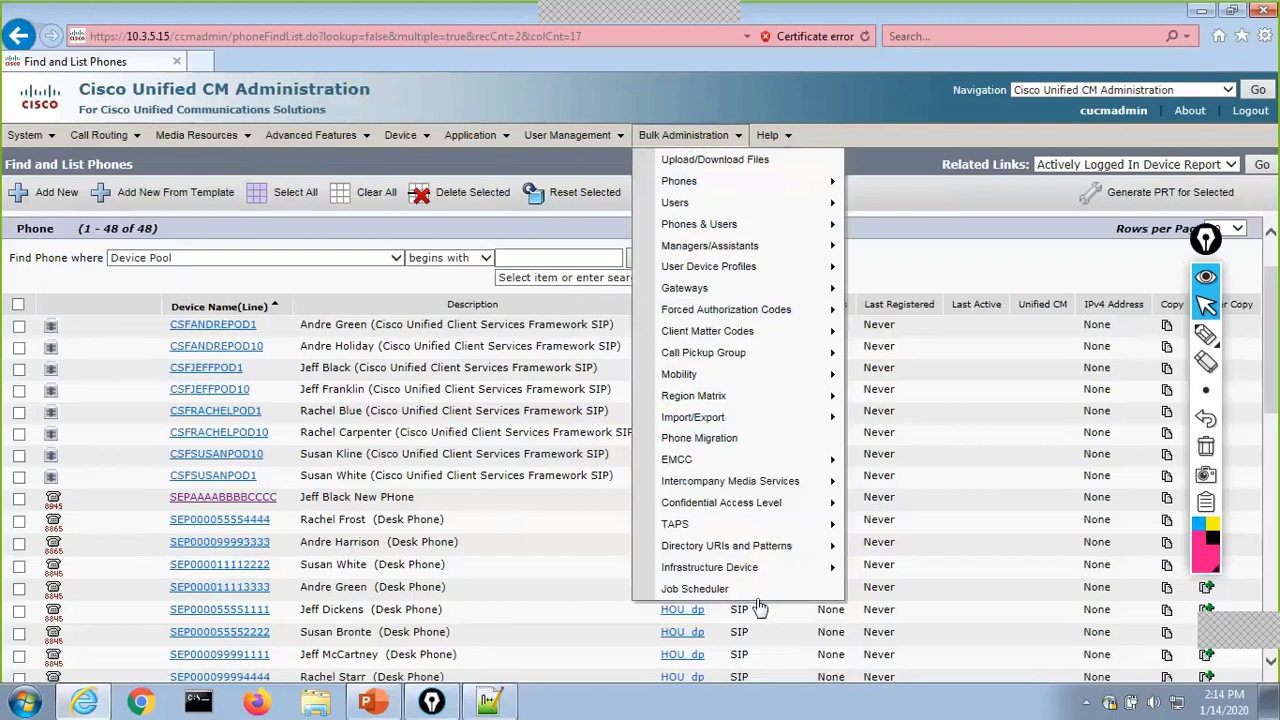 https://10.3.5.15/ccmadmin/phoneFindList.do?lookup=false&multiple=true&recCnt=2&colCnt=17
Certificate error
Search...
Find and List Phones
CISCO
Cisco Unified CM Administration
For Cisco Unified Communications Solutions
Navigation Cisco Unified CM Administration Go
cucmadmin About Logout
System Call Routing Media Resources Advanced Features Device Application User Management Bulk Administration Help
Find and List Phones
Related Links: Actively Logged In Device Report Go
Add New Add New From Template Select All Clear All Delete Selected Reset Selected
Generate PRT for Selected
Phone (1 - 48 of 48)
Rows per Pag
Find Phone where Device Pool begins with
Select item or enter sear
Device Name(Line) Description Last Registered Last Active Unified CM IPv4 Address Copy er Copy
CSFANDREPOD1 Andre Green (Cisco Unified Client Services Framework SIP) Never None
CSFANDREPOD10 Andre Holiday (Cisco Unified Client Services Framework SIP) Never None
CSFJEFFPOD1 Jeff Black (Cisco Unified Client Services Framework SIP) Never None
CSFJEFFPOD10 Jeff Franklin (Cisco Unified Client Services Framework SIP) Never None
CSFRACHELPOD1 Rachel Blue (Cisco Unified Client Services Framework SIP) Never None
CSFRACHELPOD10 Rachel Carpenter (Cisco Unified Client Services Framework SIP Never None
CSFSUSANPOD10 Susan Kline (Cisco Unified Client Services Framework SIP) Never None
CSFSUSANPOD1 Susan White (Cisco Unified Client Services Framework SIP) Never None
8945 SEPAAAABBBBCCCC Jeff Black New PHone Never None
8865 SEP000055554444 Rachel Frost (Desk Phone) Never None
8865 SEP000099993333 Andre Harrison (Desk Phone) Never None
8845 SEP000011112222 Susan White (Desk Phone) Never None
8845 SEP000011113333 Andre Green (Desk Phone) Never None
8845 SEP000055551111 Jeff Dickens (Desk Phone) HOU_dp SIP None Never None
8845 SEP000055552222 Susan Bronte (Desk Phone) HOU_dp SIP None Never None
8845 SEP000099991111 Jeff McCartney (Desk Phone) HOU_dp SIP None Never None
SEP000099994444 Rachel Starr (Desk Phone) HOU_dp SIP None Never None
Upload/Download Files
Phones
Users
Phones & Users
Managers/Assistants
User Device Profiles
Gateways
Forced Authorization Codes
Client Matter Codes
Call Pickup Group
Mobility
Region Matrix
Import/Export
Phone Migration
EMCC
Intercompany Media Services
Confidential Access Level
TAPS
Directory URIs and Patterns
Infrastructure Device
Job Scheduler
2:14 PM
1/14/2020